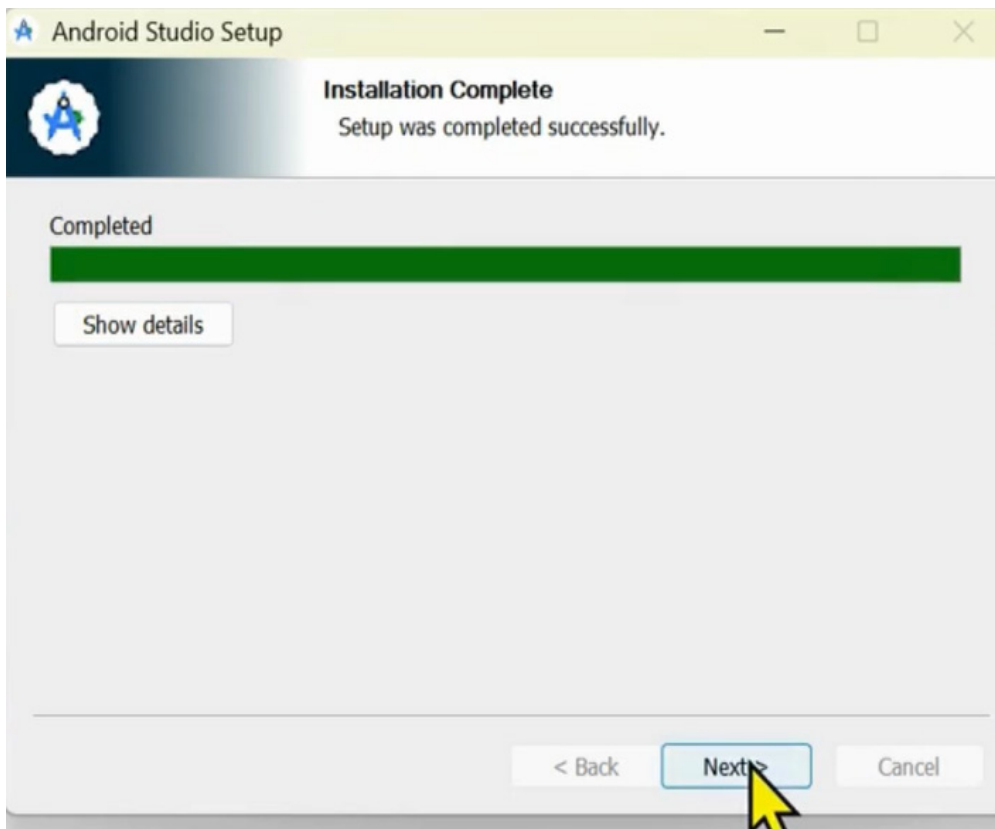 Android Studio Setup
Installation Complete
Setup was completed successfully.
Completed
Show details
< Back
Next >
Cancel